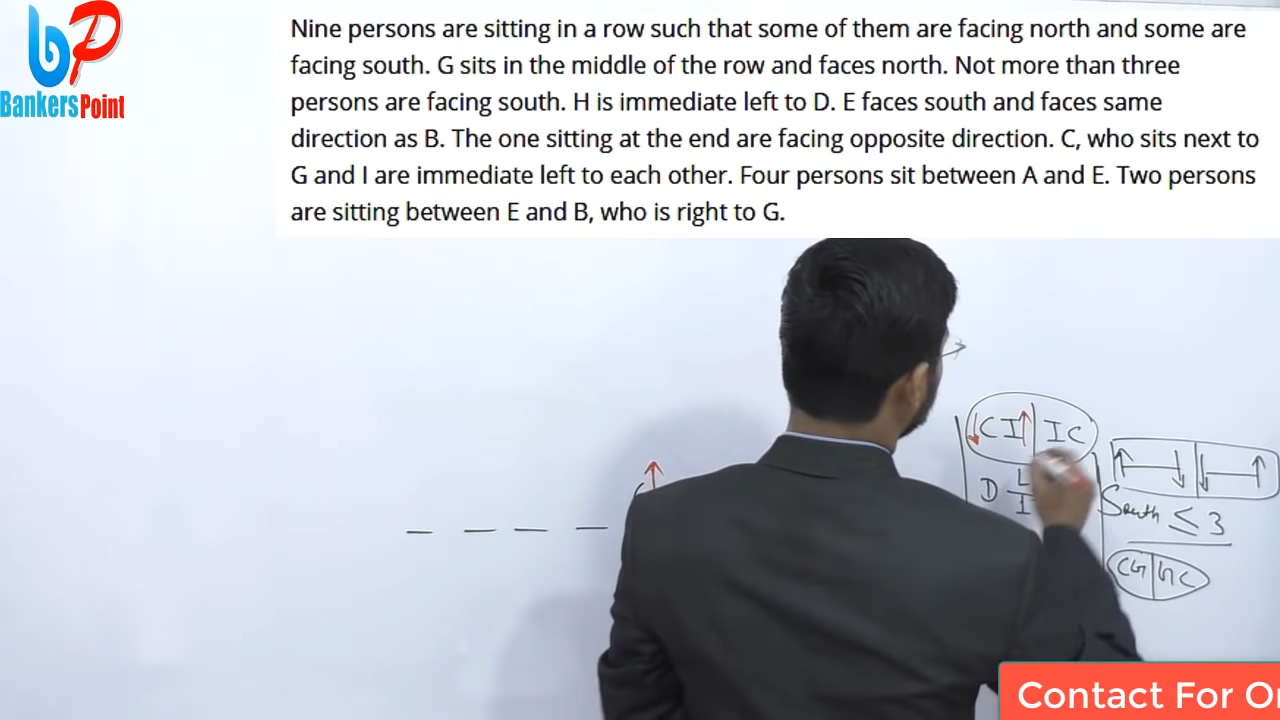 bP
BankersPoint
Nine persons are sitting in a row such that some of them are facing north and some are
facing south. G sits in the middle of the row and faces north. Not more than three
persons are facing south. H is immediate left to D. E faces south and faces same
direction as B. The one sitting at the end are facing opposite direction. C, who sits next to
G and I are immediate left to each other. Four persons sit between A and E. Two persons
are sitting between E and B, who is right to G.
CI IC
D
South ≤ 3
CG GC
Contact For